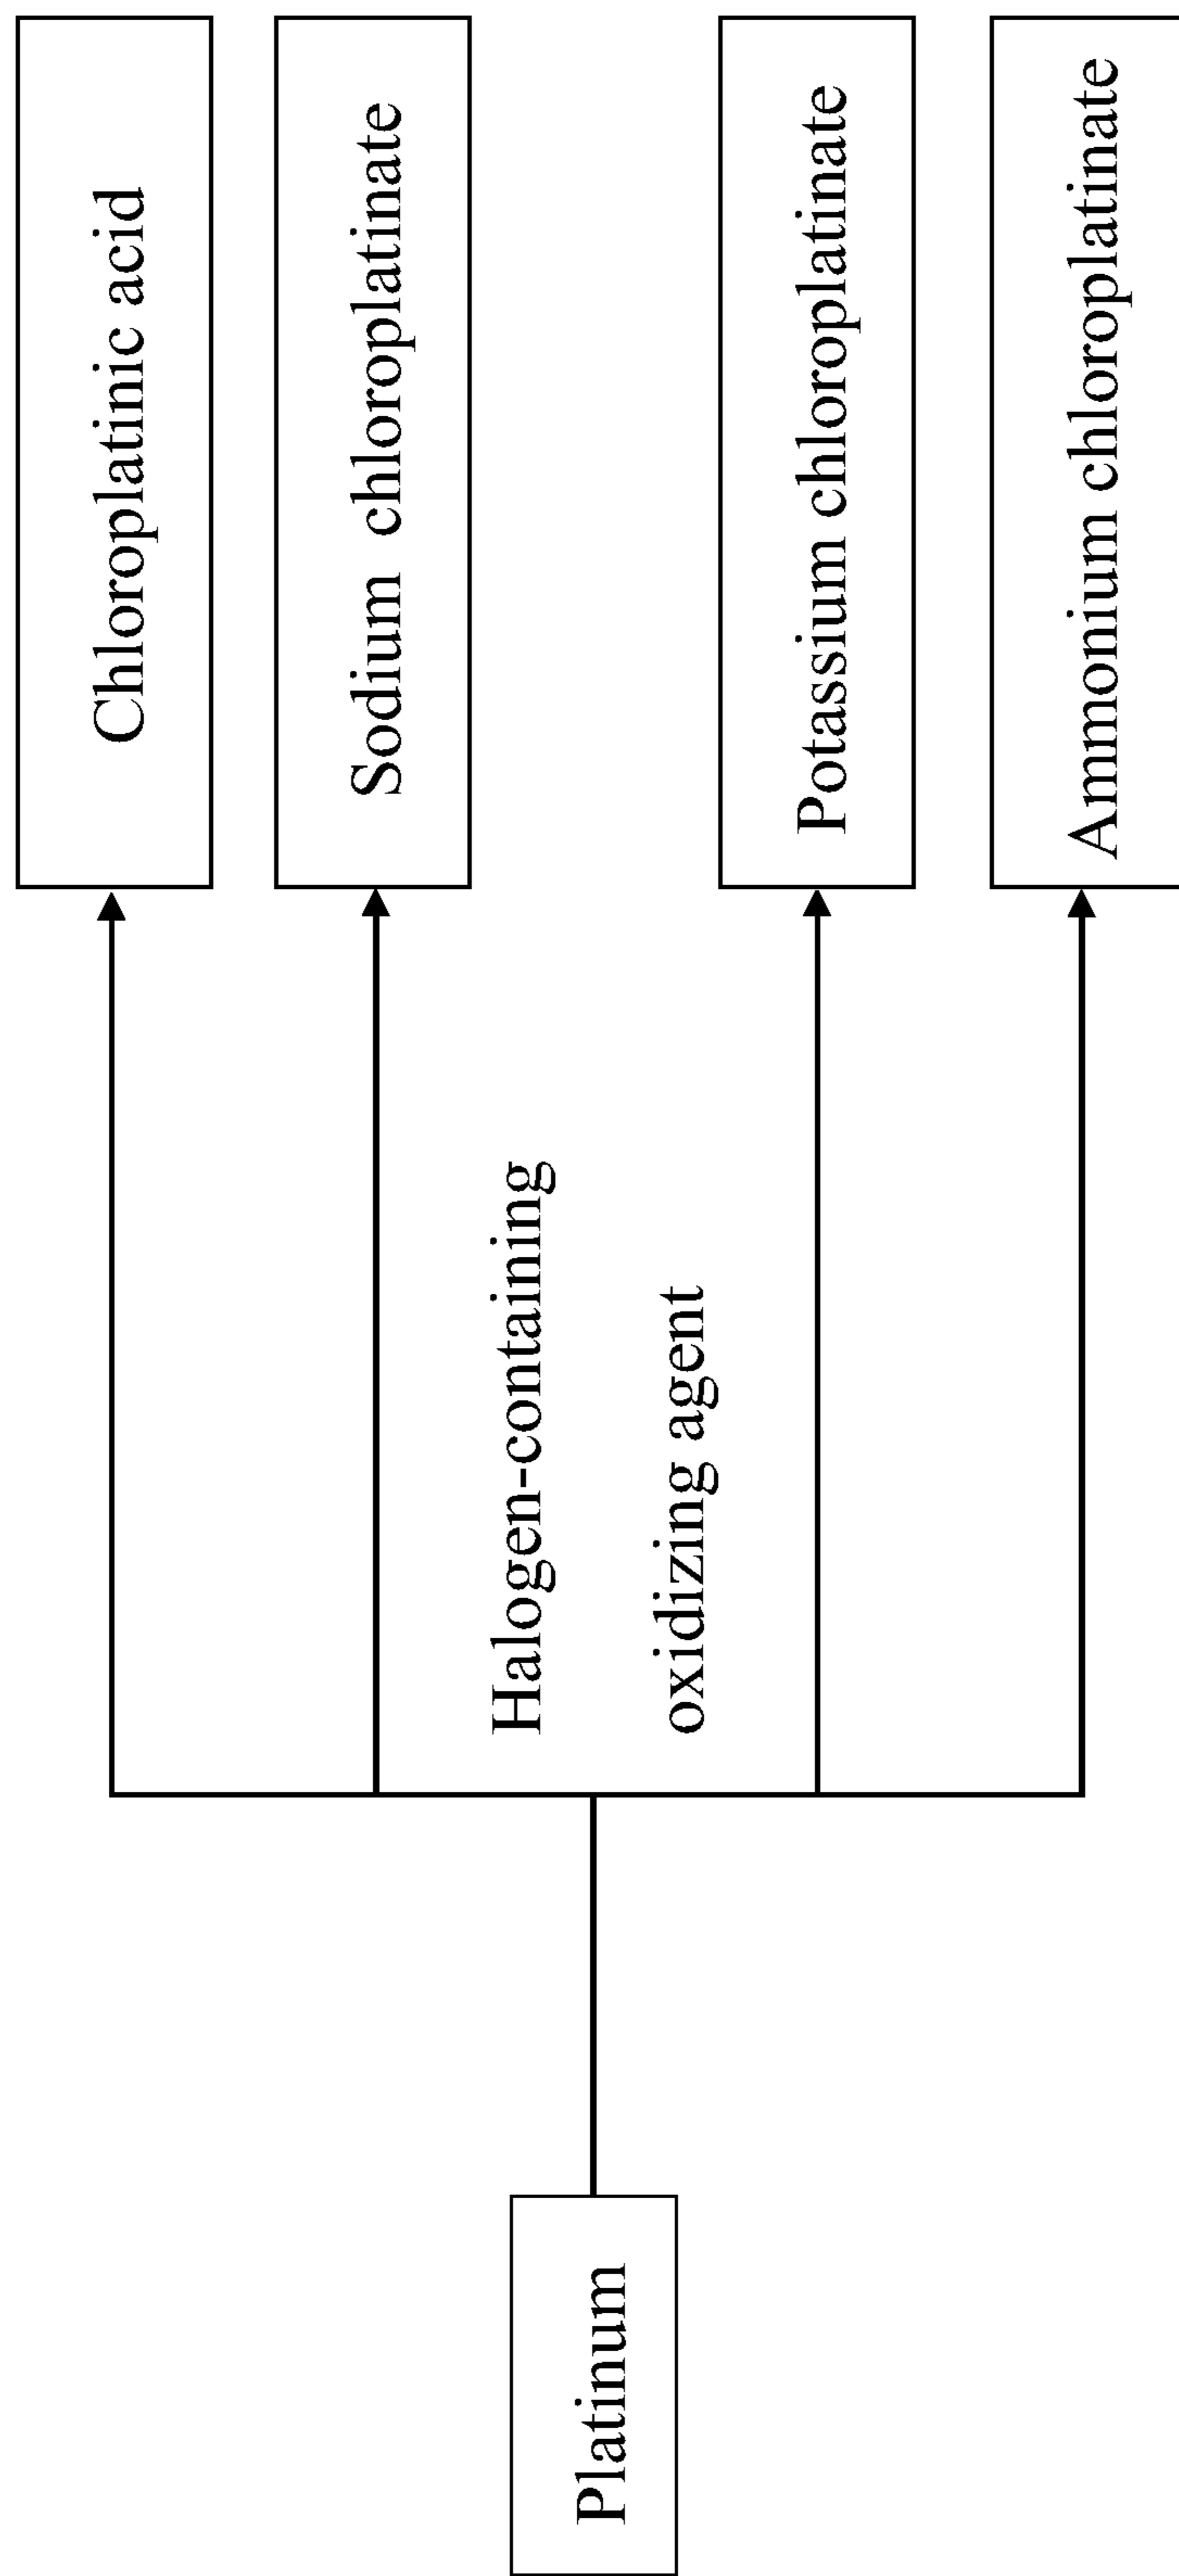 Chloroplatinic acid
Sodium chloroplatinate
Halogen-containing
oxidizing agent
Platinum
Potassium chloroplatinate
Ammonium chloroplatinate